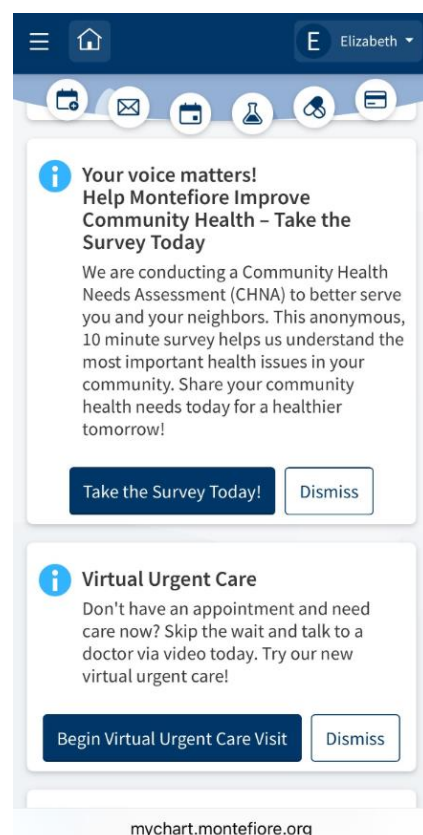 E Elizabeth
Your voice matters!
Help Montefiore Improve
Community Health – Take the
Survey Today
We are conducting a Community Health
Needs Assessment (CHNA) to better serve
you and your neighbors. This anonymous,
10 minute survey helps us understand the
most important health issues in your
community. Share your community
health needs today for a healthier
tomorrow!
Take the Survey Today! Dismiss
Virtual Urgent Care
Don't have an appointment and need
care now? Skip the wait and talk to a
doctor via video today. Try our new
virtual urgent care!
Begin Virtual Urgent Care Visit Dismiss
mychart.montefiore.org